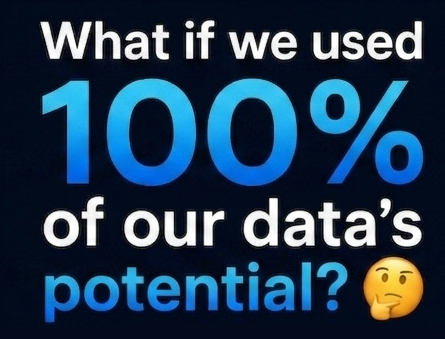 What if we used
100%
of our data’s
potential? 🤔